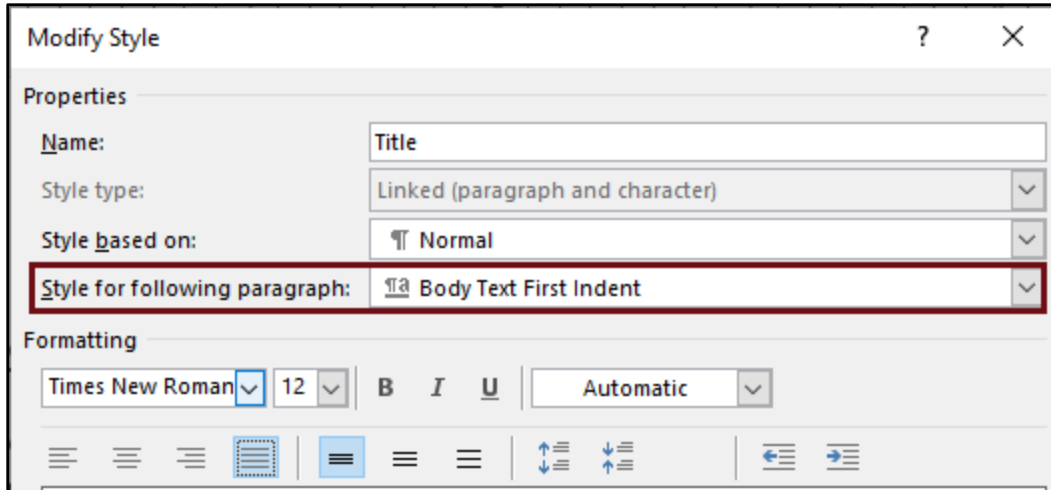 Modify Style ?
Properties
Name: Title
Style type: Linked (paragraph and character)
Style based on: ¶ Normal
Style for following paragraph: ¶a Body Text First Indent
Formatting
Times New Roman 12 B I U Automatic